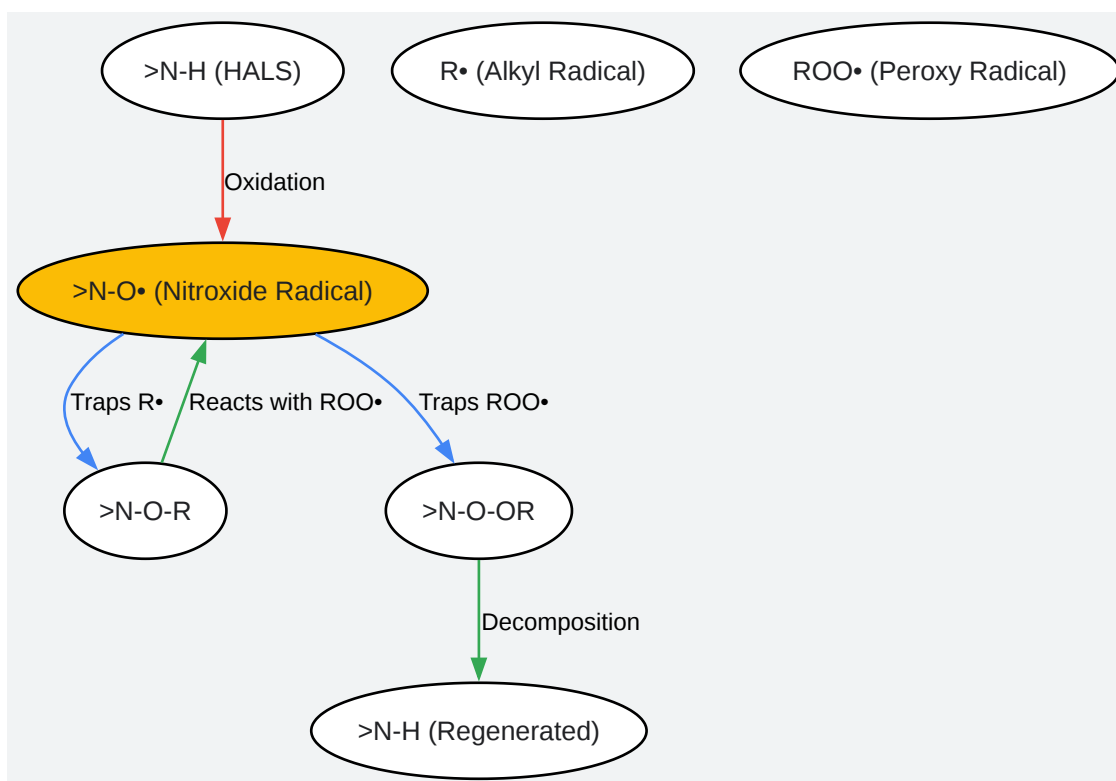 >N-H (HALS)
R• (Alkyl Radical)
ROO• (Peroxy Radical)
Oxidation
>N-O• (Nitroxide Radical)
Traps R•
Reacts with ROO•
Traps ROO•
>N-O-R
>N-O-OR
Decomposition
>N-H (Regenerated)